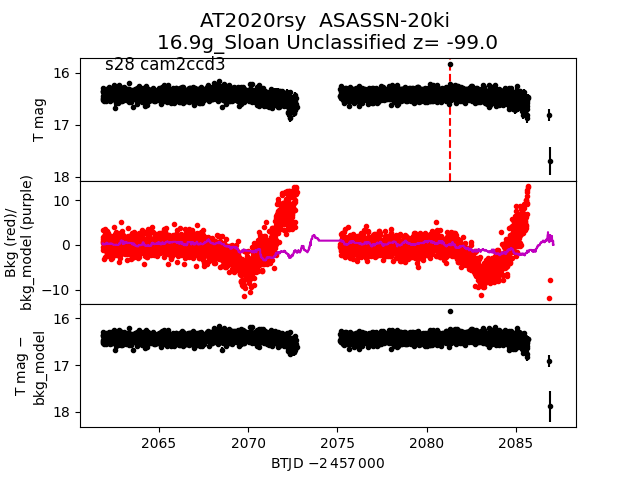 AT2020rsy  ASASSN-20ki
16.9g_Sloan Unclassified z= -99.0
s28 cam2ccd3
T mag
16
17
18
Bkg (red)/
bkg_model (purple)
10
0
−10
T mag −
bkg_model
16
17
18
2065
2070
2075
2080
2085
BTJD −2 457 000